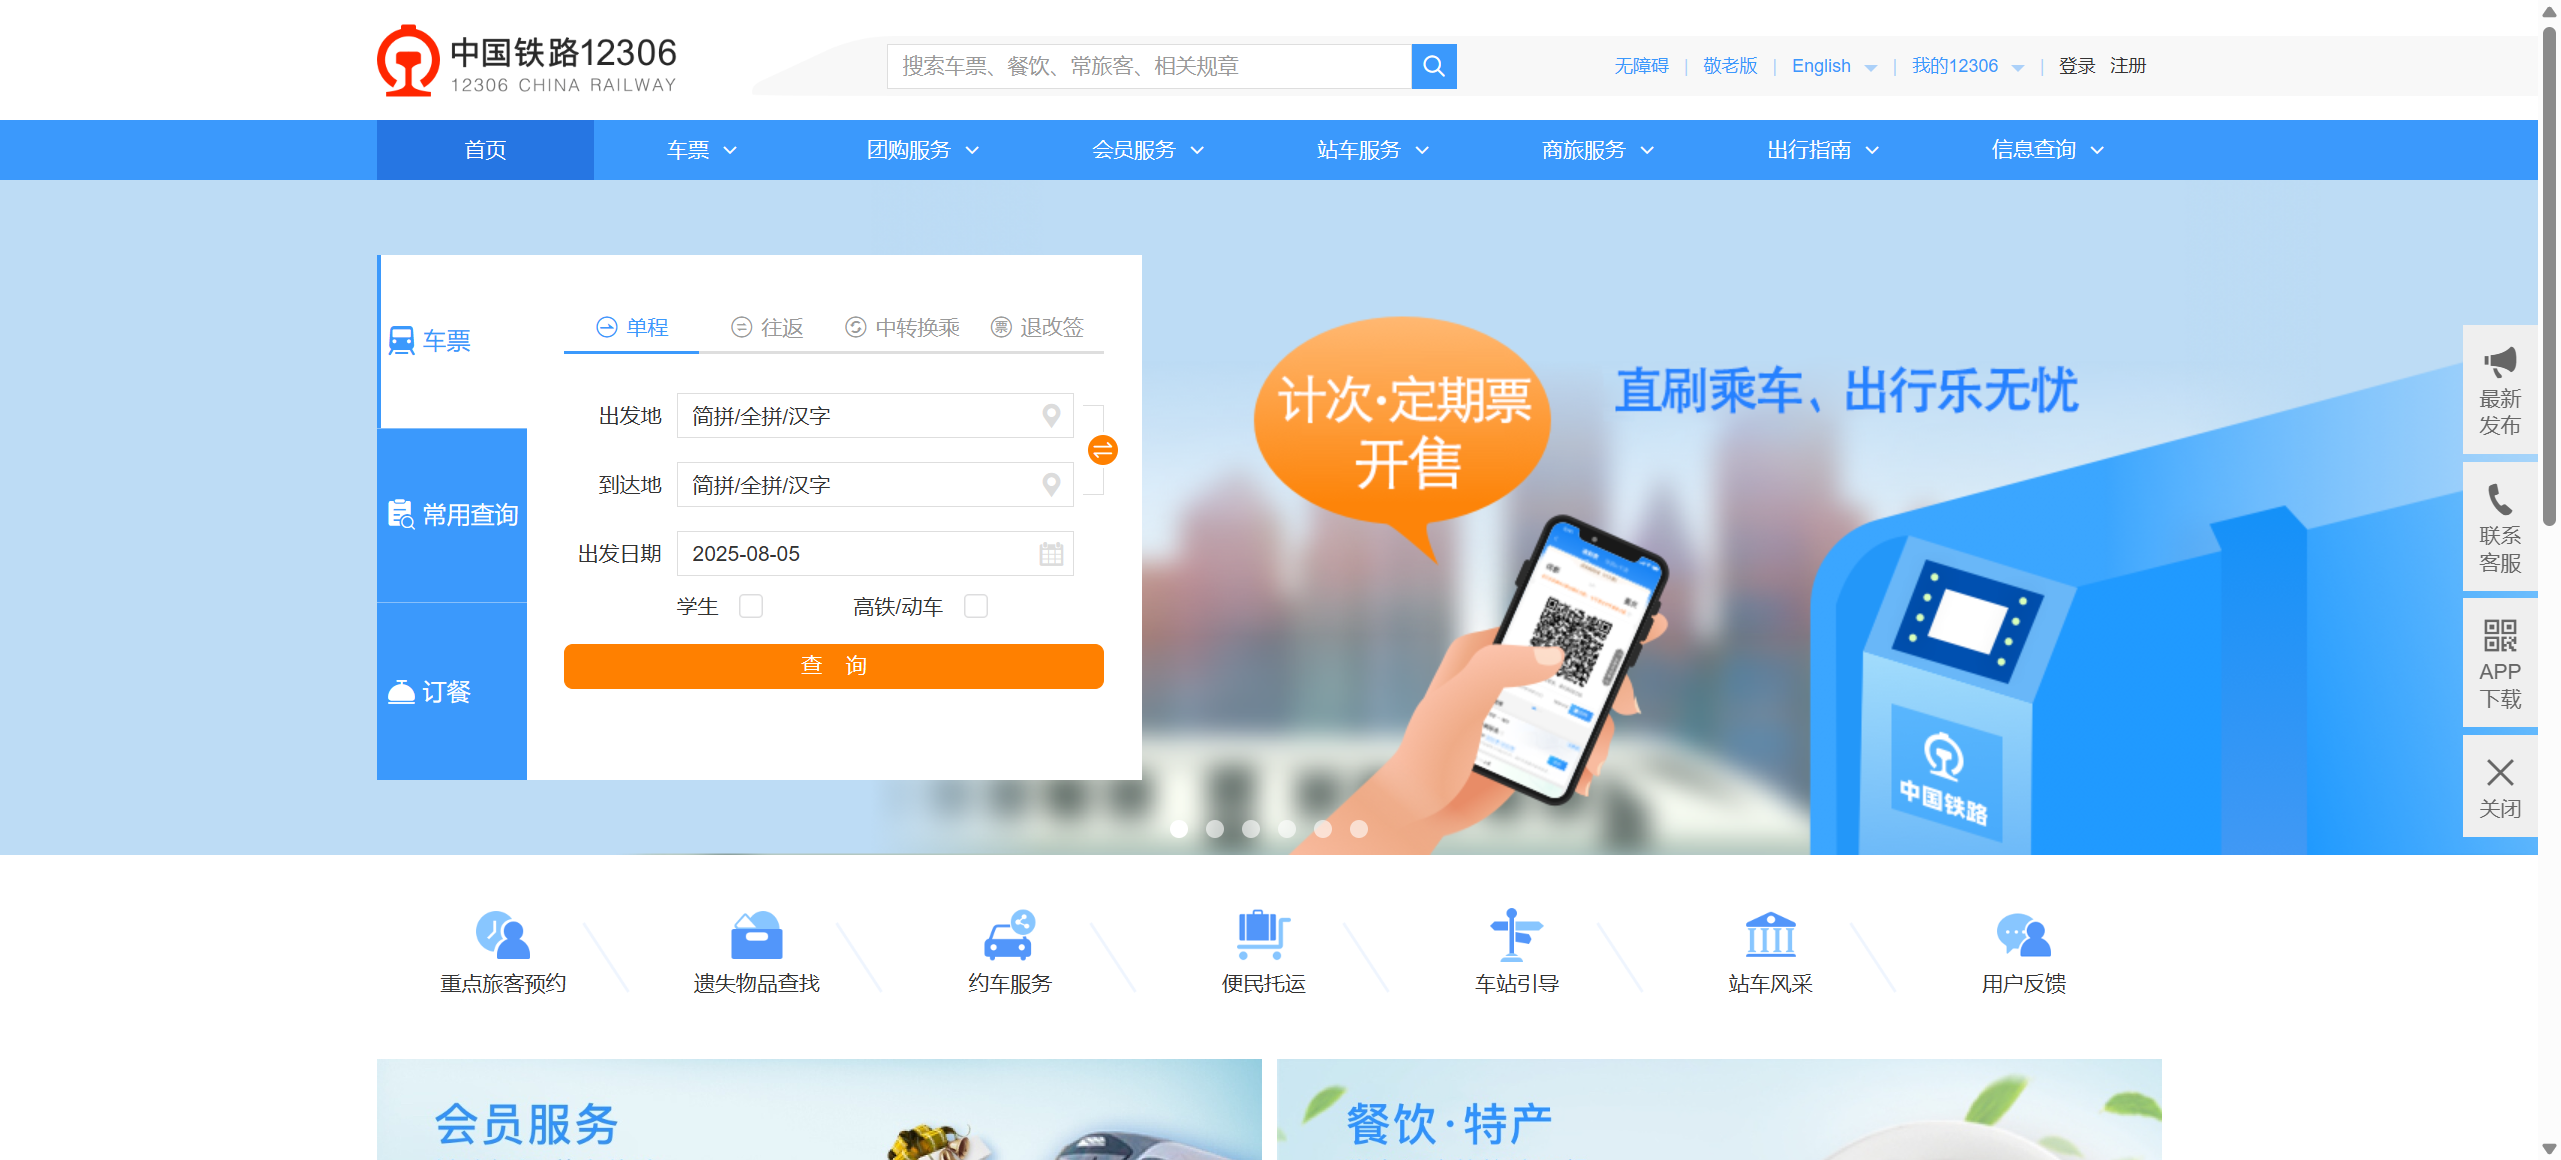 中国铁路12306
12306 CHINA RAILWAY
搜索车票、餐饮、常旅客、相关规章
无障碍 | 敬老版 | English | 我的12306 | 登录 注册
首页 车票 团购服务 会员服务 站车服务 商旅服务 出行指南 信息查询
车票
常用查询
订餐
单程 往返 中转换乘 票 退改签
出发地 简拼/全拼/汉字
到达地 简拼/全拼/汉字
出发日期 2025-08-05
学生 高铁/动车
查 询
计次·定期票
开售
直刷乘车、出行乐无忧
中国铁路
最新
发布
联系
客服
APP
下载
关闭
重点旅客预约 遗失物品查找 约车服务 便民托运 车站引导 站车风采 用户反馈
会员服务
餐饮·特产